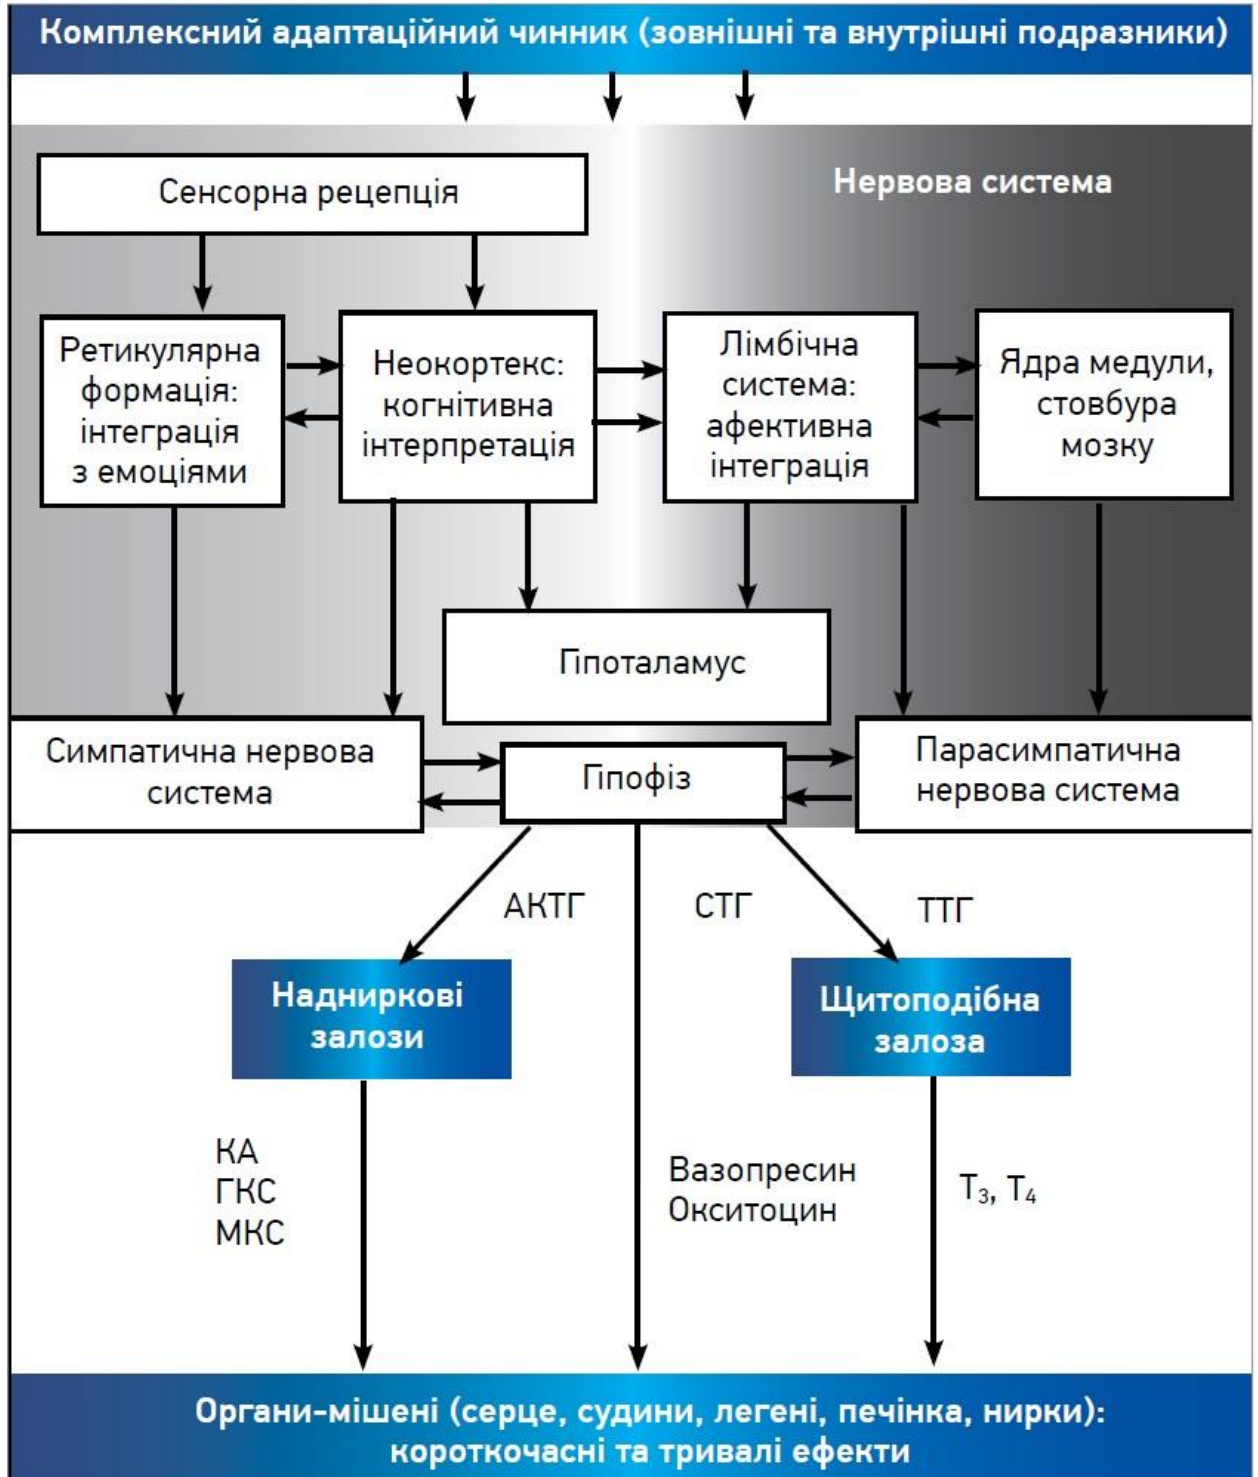 Комплексний адаптаційний чинник (зовнішні та внутрішні подразники)
Сенсорна рецепція
Нервова система
Ретикулярна
формація:
інтеграція
з емоціями
Неокортекс:
когнітивна
інтерпретація
Лімбічна
система:
афективна
інтеграція
Ядра медули,
стовбура
мозку
Гіпоталамус
Симпатична нервова
система
Гіпофіз
Парасимпатична
нервова система
АКТГ
СТГ
ТТГ
Надниркові
залози
Щитоподібна
залоза
КА
ГКС
МКС
Вазопресин
Окситоцин
Т₃, Т₄
Органи-мішені (серце, судини, легені, печінка, нирки):
короткочасні та тривалі ефекти